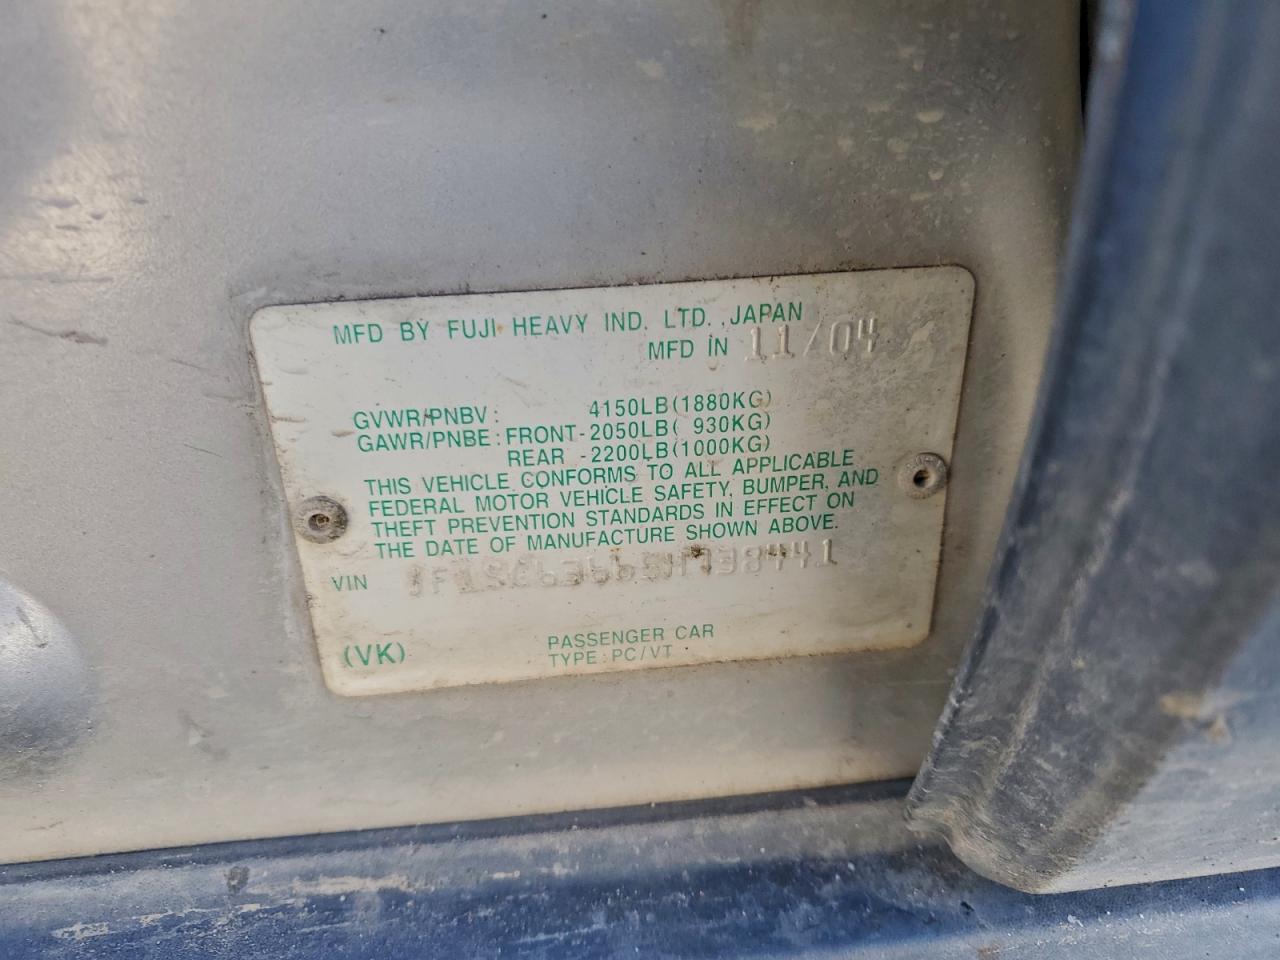 MFD BY FUJI HEAVY IND. LTD., JAPAN
MFD IN 11/04
GVWR/PNBV: 4150LB(1880KG)
GAWR/PNBE: FRONT-2050LB( 930KG)
REAR -2200LB(1000KG)
THIS VEHICLE CONFORMS TO ALL APPLICABLE
FEDERAL MOTOR VEHICLE SAFETY, BUMPER, AND
THEFT PREVENTION STANDARDS IN EFFECT ON
THE DATE OF MANUFACTURE SHOWN ABOVE.
VIN
(VK)
PASSENGER CAR
TYPE:PC/VT